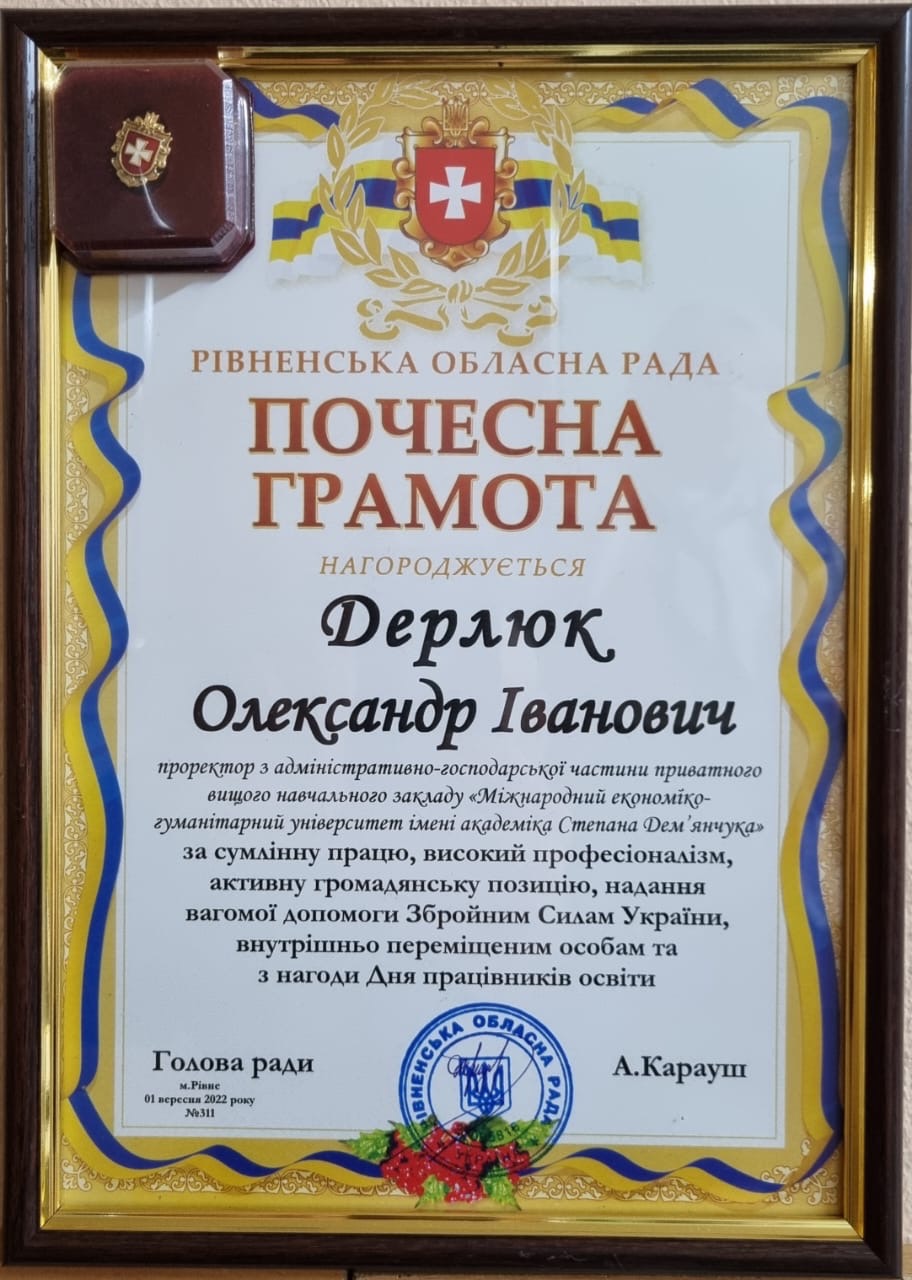 РІВНЕНСЬКА ОБЛАСНА РАДА
ПОЧЕСНА
ГРАМОТА
НАГОРОДЖУЄТЬСЯ
Дерлюк
Олександр Іванович
проректор з адміністративно-господарської частини приватного
вищого навчального закладу «Міжнародний економіко-
гуманітарний університет імені академіка Степана Дем’янчука»
за сумлінну працю, високий професіоналізм,
активну громадянську позицію, надання
вагомої допомоги Збройним Силам України,
внутрішньо переміщеним особам та
з нагоди Дня працівників освіти
Голова ради
А.Карауш
м.Рівне
01 вересня 2022 року
№311
РІВНЕНСЬКА ОБЛАСНА РАДА
УКРАЇНА